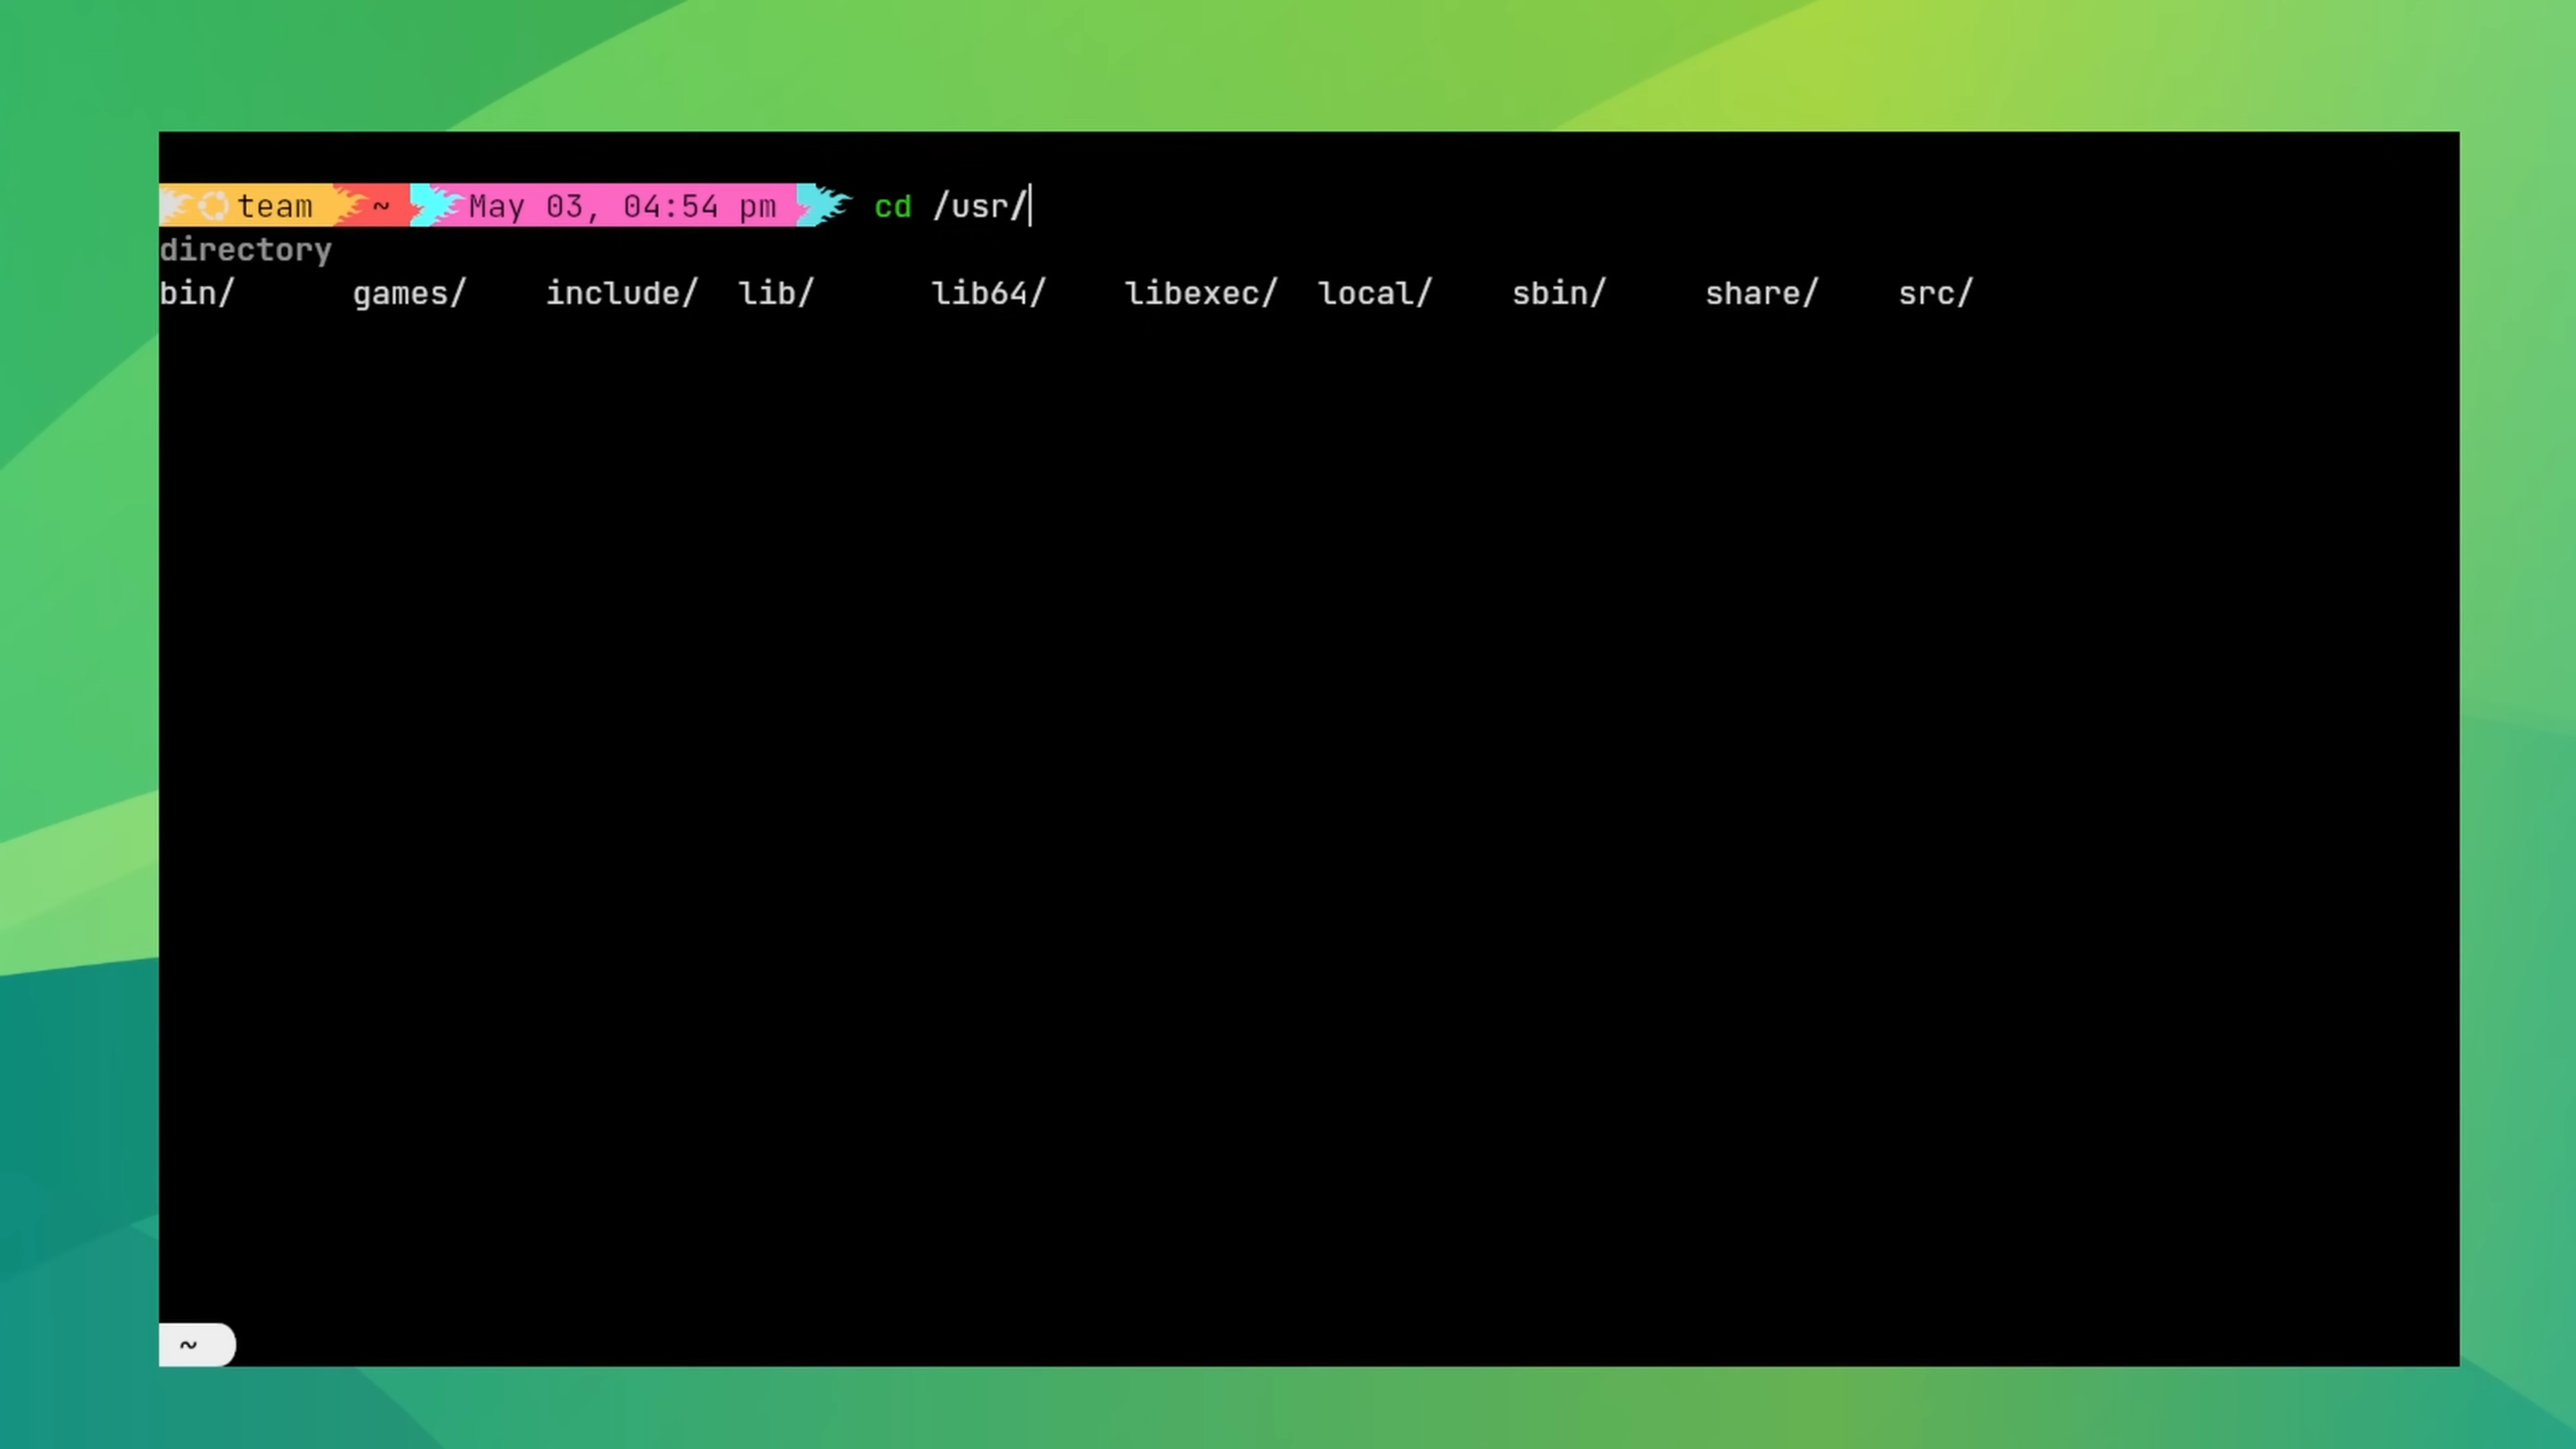 team ~ May 03, 04:54 pm cd /usr/
directory
bin/ games/ include/ lib/ lib64/ libexec/ local/ sbin/ share/ src/
~